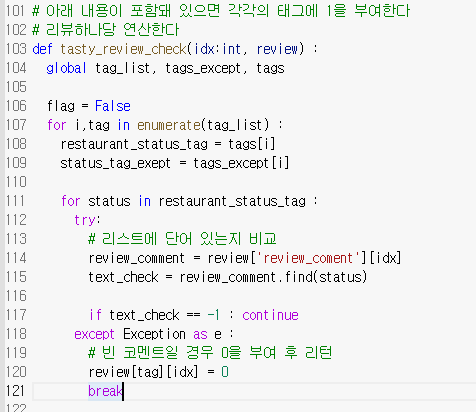 101 # 아래 내용이 포함돼 있으면 각각의 태그에 1을 부여한다
102 # 리뷰하나당 연산한다
103 def tasty_review_check(idx:int, review) :
104   global tag_list, tags_except, tags
105
106   flag = False
107   for i,tag in enumerate(tag_list) :
108     restaurant_status_tag = tags[i]
109     status_tag_exept = tags_except[i]
110
111     for status in restaurant_status_tag :
112       try:
113         # 리스트에 단어 있는지 비교
114         review_comment = review['review_coment'][idx]
115         text_check = review_comment.find(status)
116
117         if text_check == -1 : continue
118       except Exception as e :
119         # 빈 코멘트일 경우 0을 부여 후 리턴
120         review[tag][idx] = 0
121         break
122